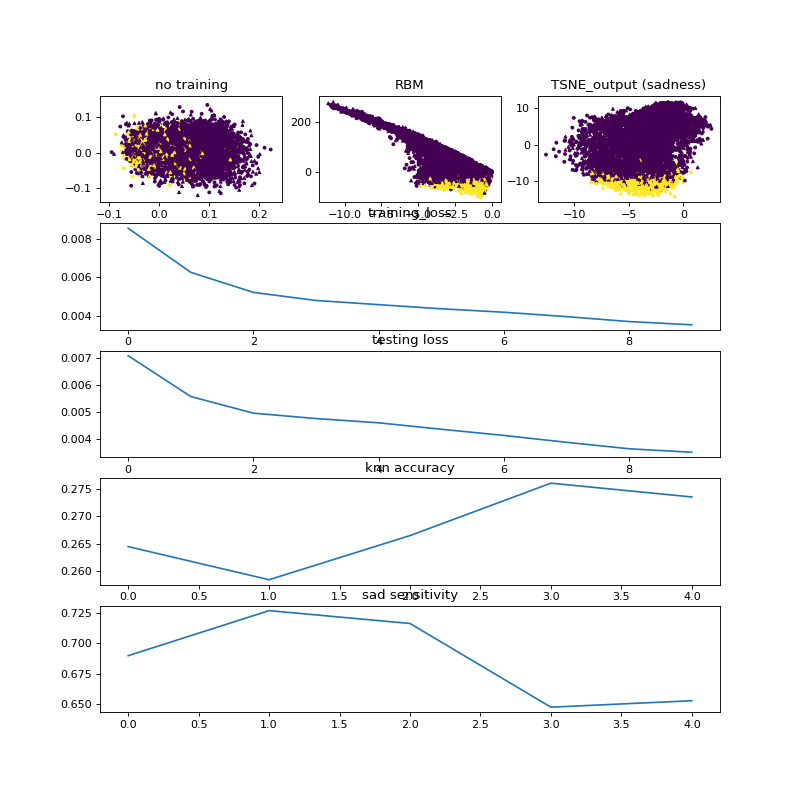 no training RBM TSNE_output (sadness)
0.1 200 10
0.0 0 0
−0.1 −10
−0.1 0.0 0.1 0.2 −10.0 −7.5 −5.0 −2.5 0.0 −10 −5 0
training_loss
0.008
0.006
0.004
0 2 4 6 8
testing loss
0.007
0.006
0.005
0.004
0 2 4 6 8
knn accuracy
0.275
0.270
0.265
0.260
0.0 0.5 1.0 1.5 2.0 2.5 3.0 3.5 4.0
sad sensitivity
0.725
0.700
0.675
0.650
0.0 0.5 1.0 1.5 2.0 2.5 3.0 3.5 4.0